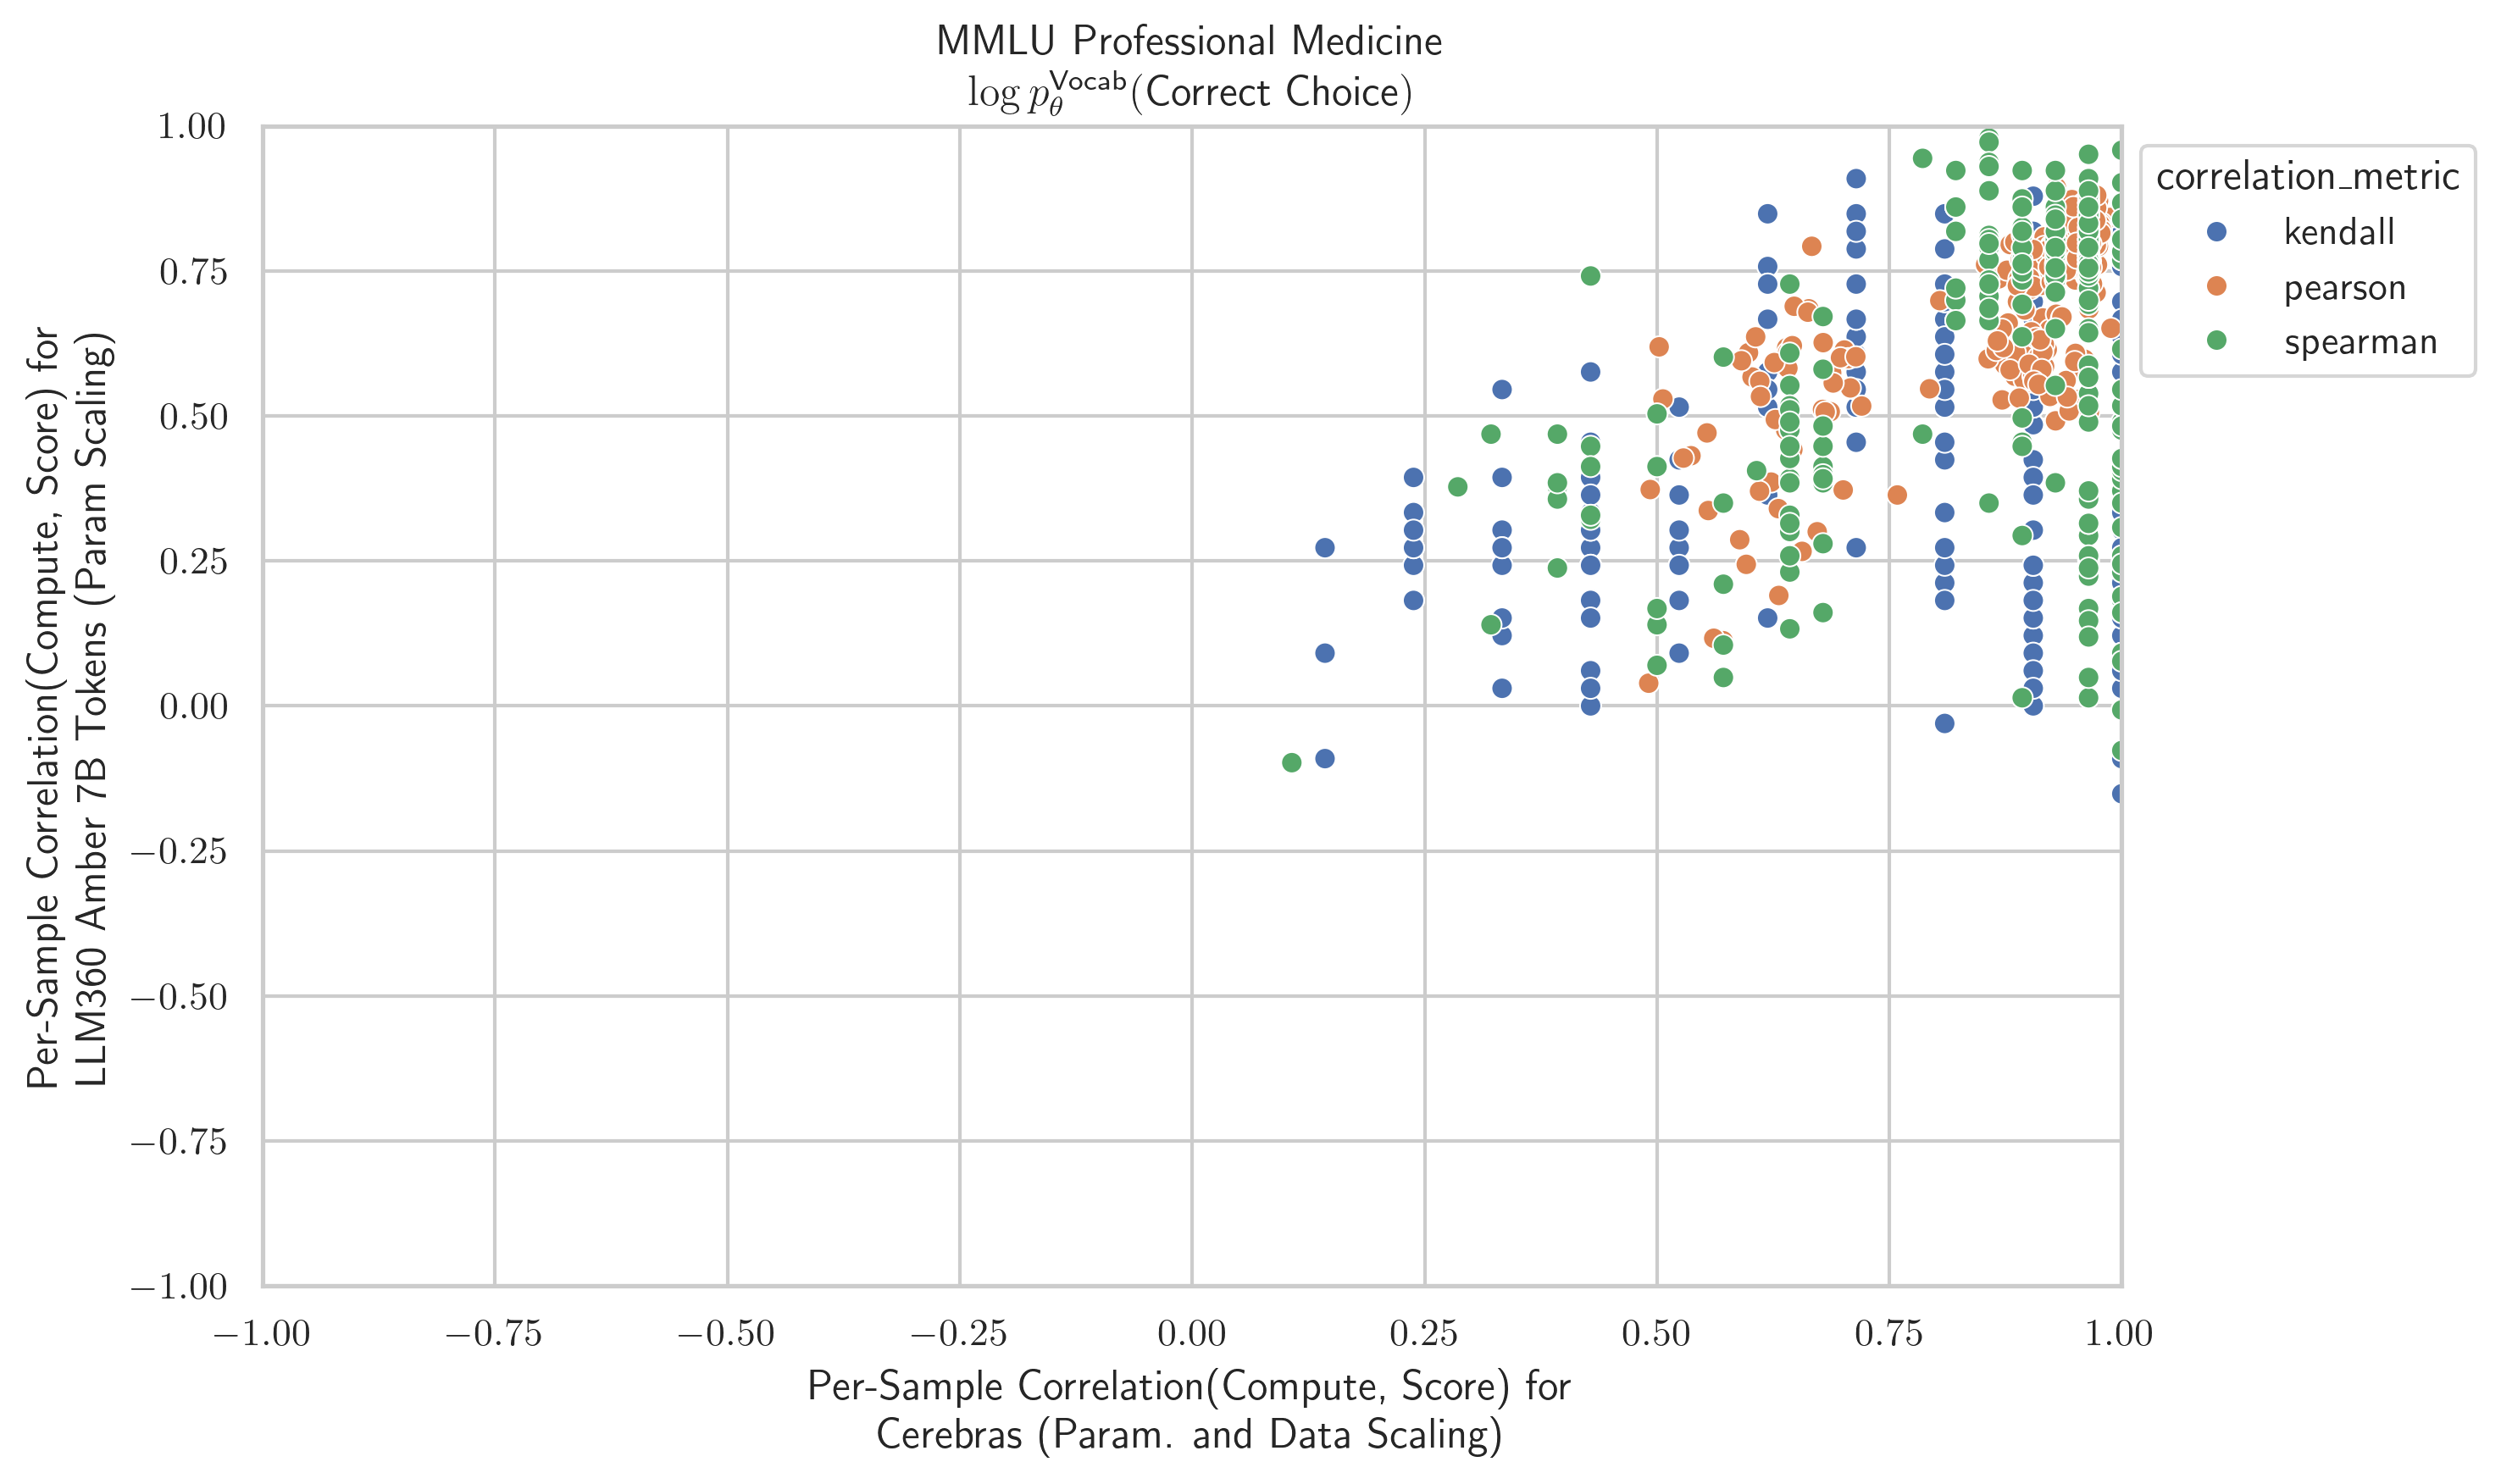 MMLU Professional Medicine
log p_θ^Vocab(Correct Choice)
Per-Sample Correlation(Compute, Score) for
LLM360 Amber 7B Tokens (Param Scaling)
1.00
0.75
0.50
0.25
0.00
−0.25
−0.50
−0.75
−1.00
−1.00 −0.75 −0.50 −0.25 0.00 0.25 0.50 0.75 1.00
Per-Sample Correlation(Compute, Score) for
Cerebras (Param. and Data Scaling)
correlation_metric
kendall
pearson
spearman